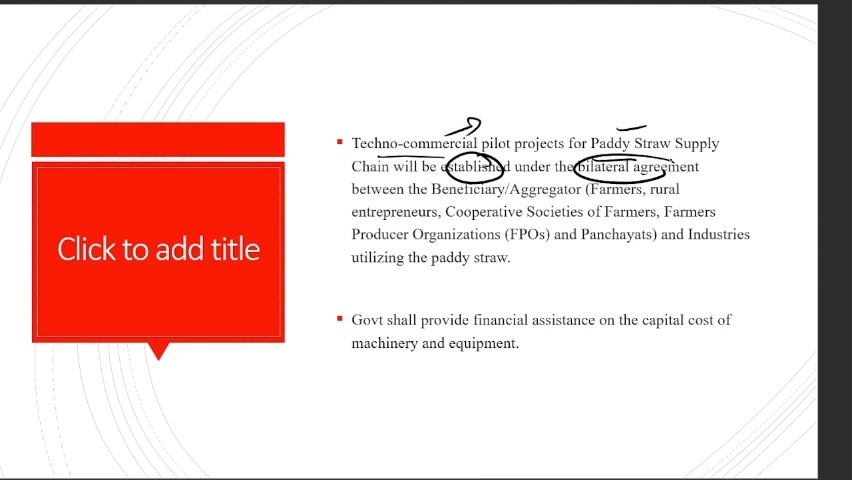 Click to add title
Techno-commercial pilot projects for Paddy Straw Supply
Chain will be established under the bilateral agreement
between the Beneficiary/Aggregator (Farmers, rural
entrepreneurs, Cooperative Societies of Farmers, Farmers
Producer Organizations (FPOs) and Panchayats) and Industries
utilizing the paddy straw.
Govt shall provide financial assistance on the capital cost of
machinery and equipment.